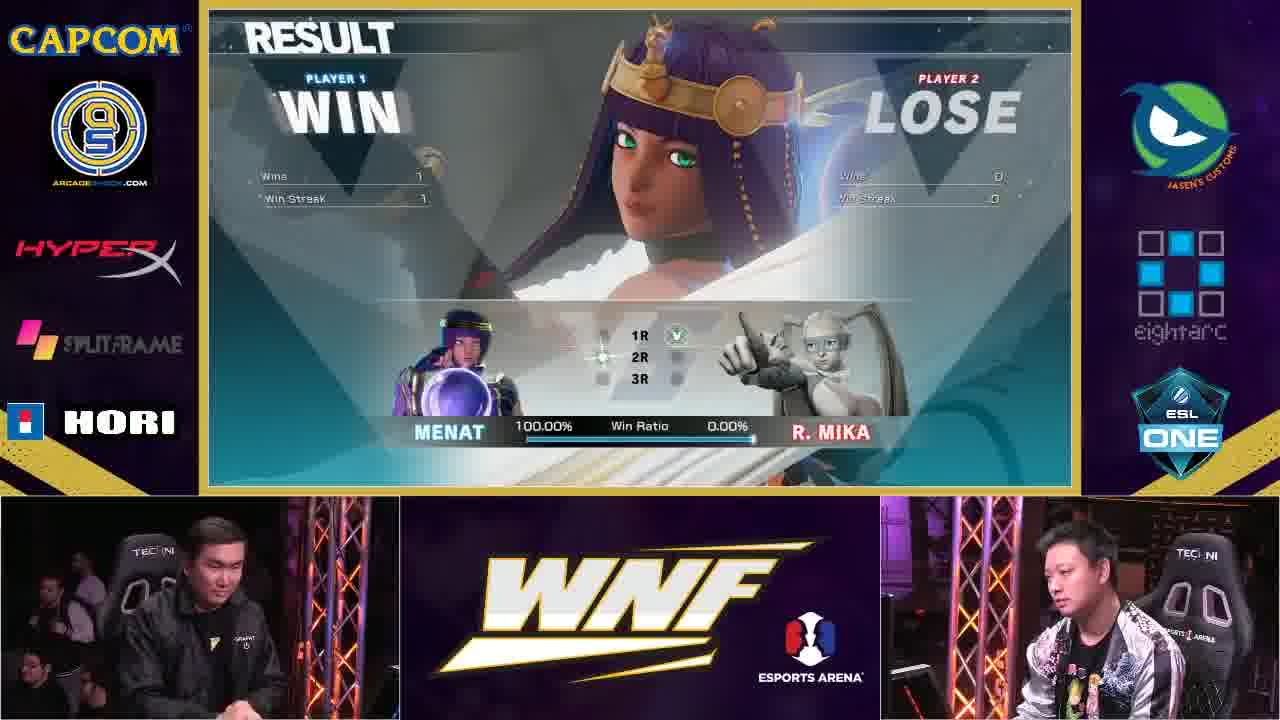 CAPCOM
ARCADESHOCK.COM
HYPERX
SPLITFRAME
HORI
RESULT
PLAYER 1
WIN
Wins 1
Win Streak 1
PLAYER 2
LOSE
Wins 0
Win Streak 0
1R
2R
3R
MENAT
100.00% Win Ratio 0.00%
R. MIKA
JASEN'S CUSTOMS
eightarc
ESL
ONE
WNF
ESPORTS ARENA